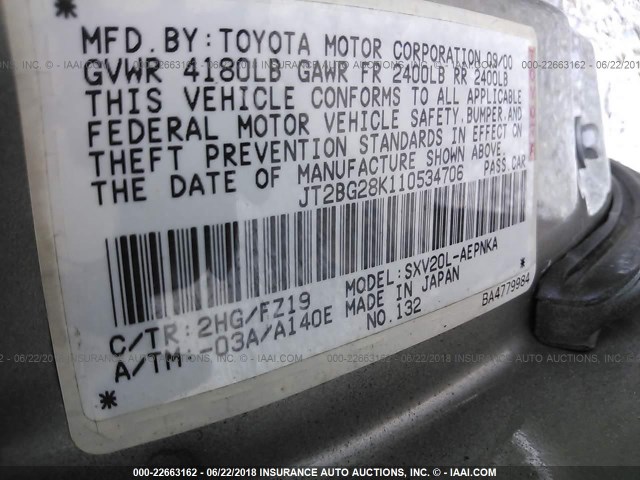 MFD. BY: TOYOTA MOTOR CORPORATION 09/00
GVWR 4180LB GAWR FR 2400LB RR 2400LB
THIS VEHICLE CONFORMS TO ALL APPLICABLE
FEDERAL MOTOR VEHICLE SAFETY, BUMPER, AND
THEFT PREVENTION STANDARDS IN EFFECT ON
THE DATE OF MANUFACTURE SHOWN ABOVE.
JT2BG28K110534706 PASS. CAR
C/TR: 2HG/FZ19 MODEL: SXV20L-AEPNKA
A/TM: -03A/A140E MADE IN JAPAN
NO. 132 BA4779984
000-22663162 - 06/22/2018 INSURANCE AUTO AUCTIONS, INC. © - IAAI.COM